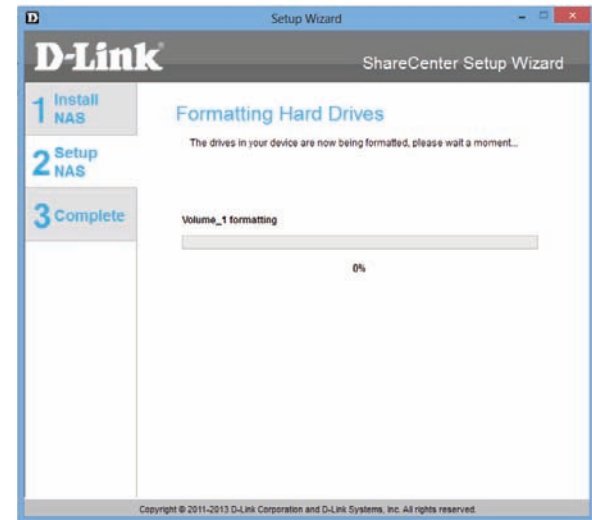 Setup Wizard
D-Link
ShareCenter Setup Wizard
1 Install NAS
2 Setup NAS
3 Complete
Formatting Hard Drives
The drives in your device are now being formatted, please wait a moment...
Volume_1 formatting
0%
Copyright © 2011-2013 D-Link Corporation and D-Link Systems, Inc. All rights reserved.